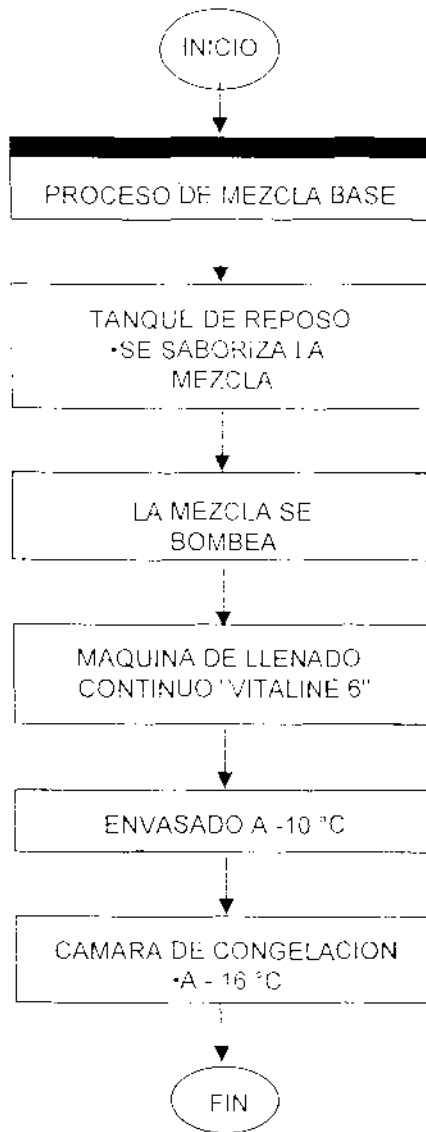 INICIO
PROCESO DE MEZCLA BASE
TANQUE DE REPOSO
•SE SABORIZA LA
MEZCLA
LA MEZCLA SE
BOMBEA
MAQUINA DE LLENADO
CONTINUO "VITALINE 6"
ENVASADO A -10 °C
CAMARA DE CONGELACION
•A - 16 °C
FIN